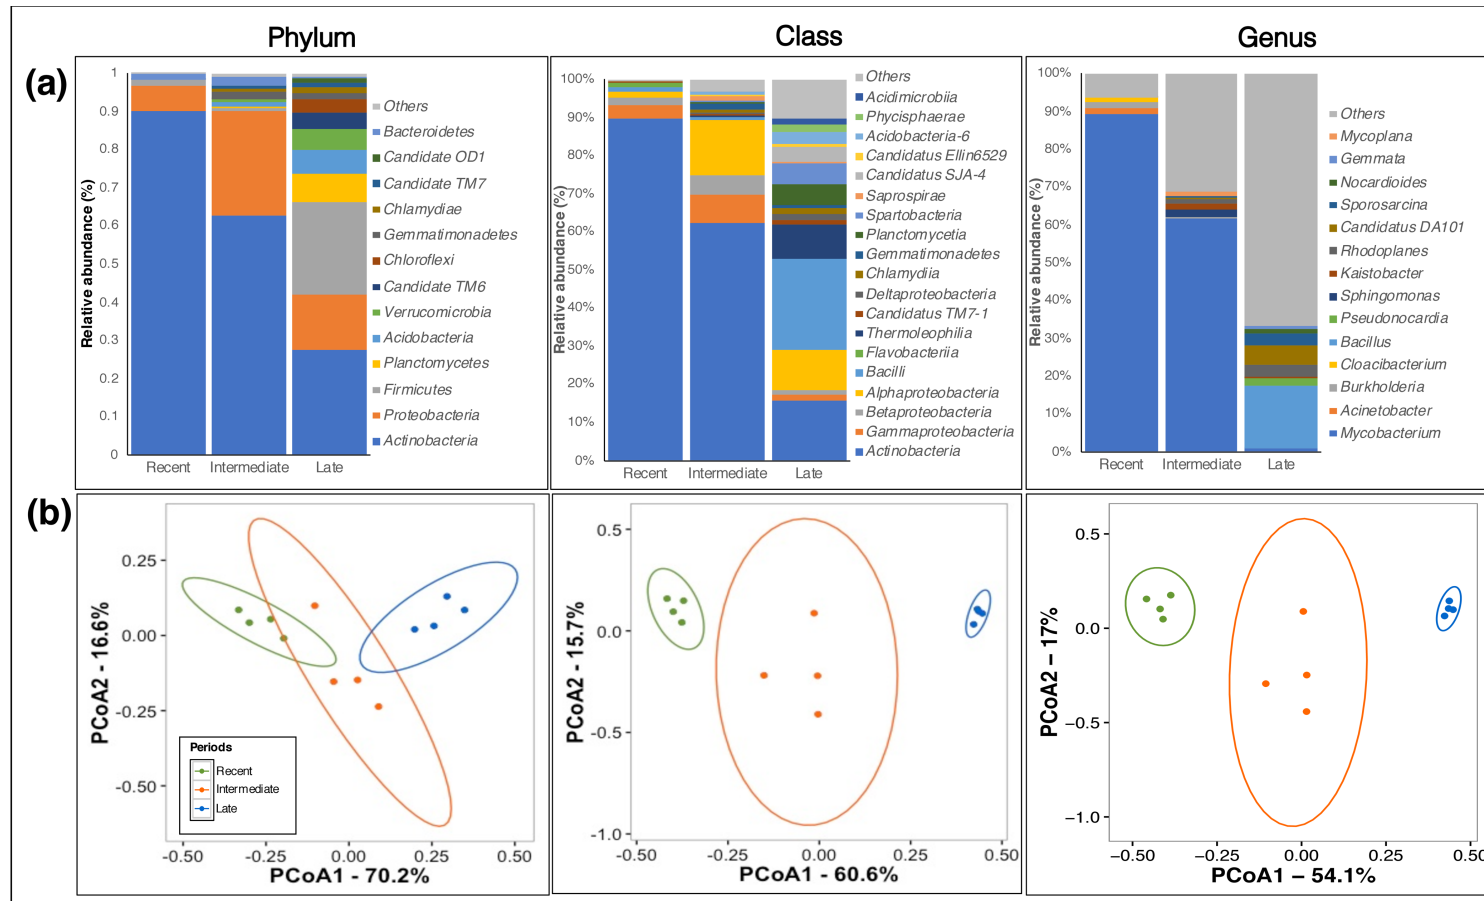 Phylum
Class
Genus
(a)
Relative abundance (%)
1
0.9
0.8
0.7
0.6
0.5
0.4
0.3
0.2
0.1
0
Recent
Intermediate
Late
Others
Bacteroidetes
Candidate OD1
Candidate TM7
Chlamydiae
Gemmatimonadetes
Chloroflexi
Candidate TM6
Verrucomicrobia
Acidobacteria
Planctomycetes
Firmicutes
Proteobacteria
Actinobacteria
Relative abundance (%)
100%
90%
80%
70%
60%
50%
40%
30%
20%
10%
0%
Recent
Intermediate
Late
Others
Acidimicrobiia
Phycisphaerae
Acidobacteria-6
Candidatus Ellin6529
Candidatus SJA-4
Saprospirae
Spartobacteria
Planctomycetia
Gemmatimonadetes
Chlamydiia
Deltaproteobacteria
Candidatus TM7-1
Thermoleophilia
Flavobacteriia
Bacilli
Alphaproteobacteria
Betaproteobacteria
Gammaproteobacteria
Actinobacteria
Relative abundance (%)
100%
90%
80%
70%
60%
50%
40%
30%
20%
10%
0%
Recent
Intermediate
Late
Others
Mycoplana
Gemmata
Nocardioides
Sporosarcina
Candidatus DA101
Rhodoplanes
Kaistobacter
Sphingomonas
Pseudonocardia
Bacillus
Cloacibacterium
Burkholderia
Acinetobacter
Mycobacterium
(b)
PCoA2 - 16.6%
0.25
0.00
-0.25
-0.50
Periods
Recent
Intermediate
Late
-0.50
-0.25
0.00
0.25
0.50
PCoA1 - 70.2%
PCoA2 - 15.7%
0.5
0.0
-0.5
-1.0
-0.50
-0.25
0.00
0.25
0.50
PCoA1 - 60.6%
PCoA2 – 17%
0.5
0.0
−0.5
−1.0
−0.50
−0.25
0.00
0.25
0.50
PCoA1 – 54.1%